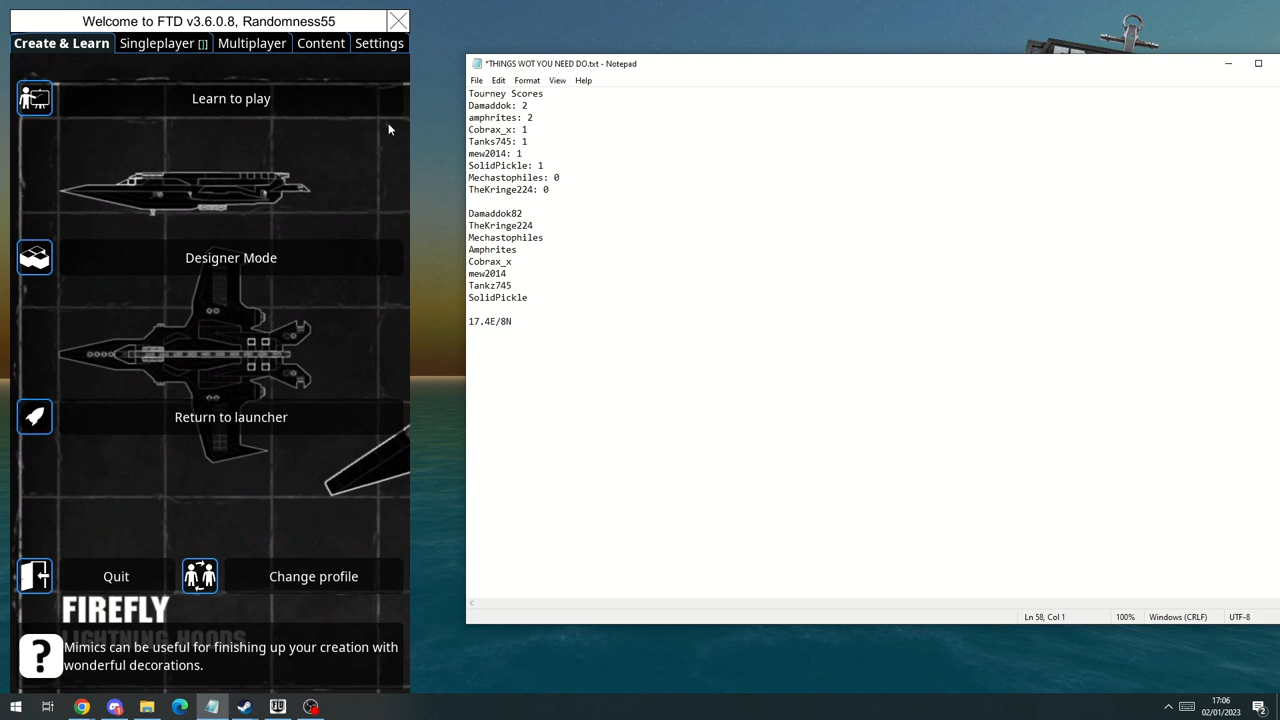 Welcome to FTD v3.6.0.8, Randomness55
Create & Learn
Singleplayer []]
Multiplayer
Content
Settings
Learn to play
Designer Mode
Return to launcher
Quit
Change profile
FIREFLY
LIGHTNING HOODS
?
Mimics can be useful for finishing up your creation with
wonderful decorations.
*THINGS WOT YOU NEED DO.txt - Notepad
File Edit Format View Help
Tourney Scores
Damaddok: 2
amphrites: 2
Cobrax_x: 1
Tanks745: 1
mew2014: 1
SolidPickle: 1
Mechastophiles: 0
TheKringe224: 0
Damaddok82
TheKringe224
Mechastophiles
Amphrites
Cobrax_x
mew2014
Tankz745
SolidPickle
17.4E/8N
Ln 58, Col 1
100%
Windows (CRLF)
UTF-8
17:06
02/01/2023